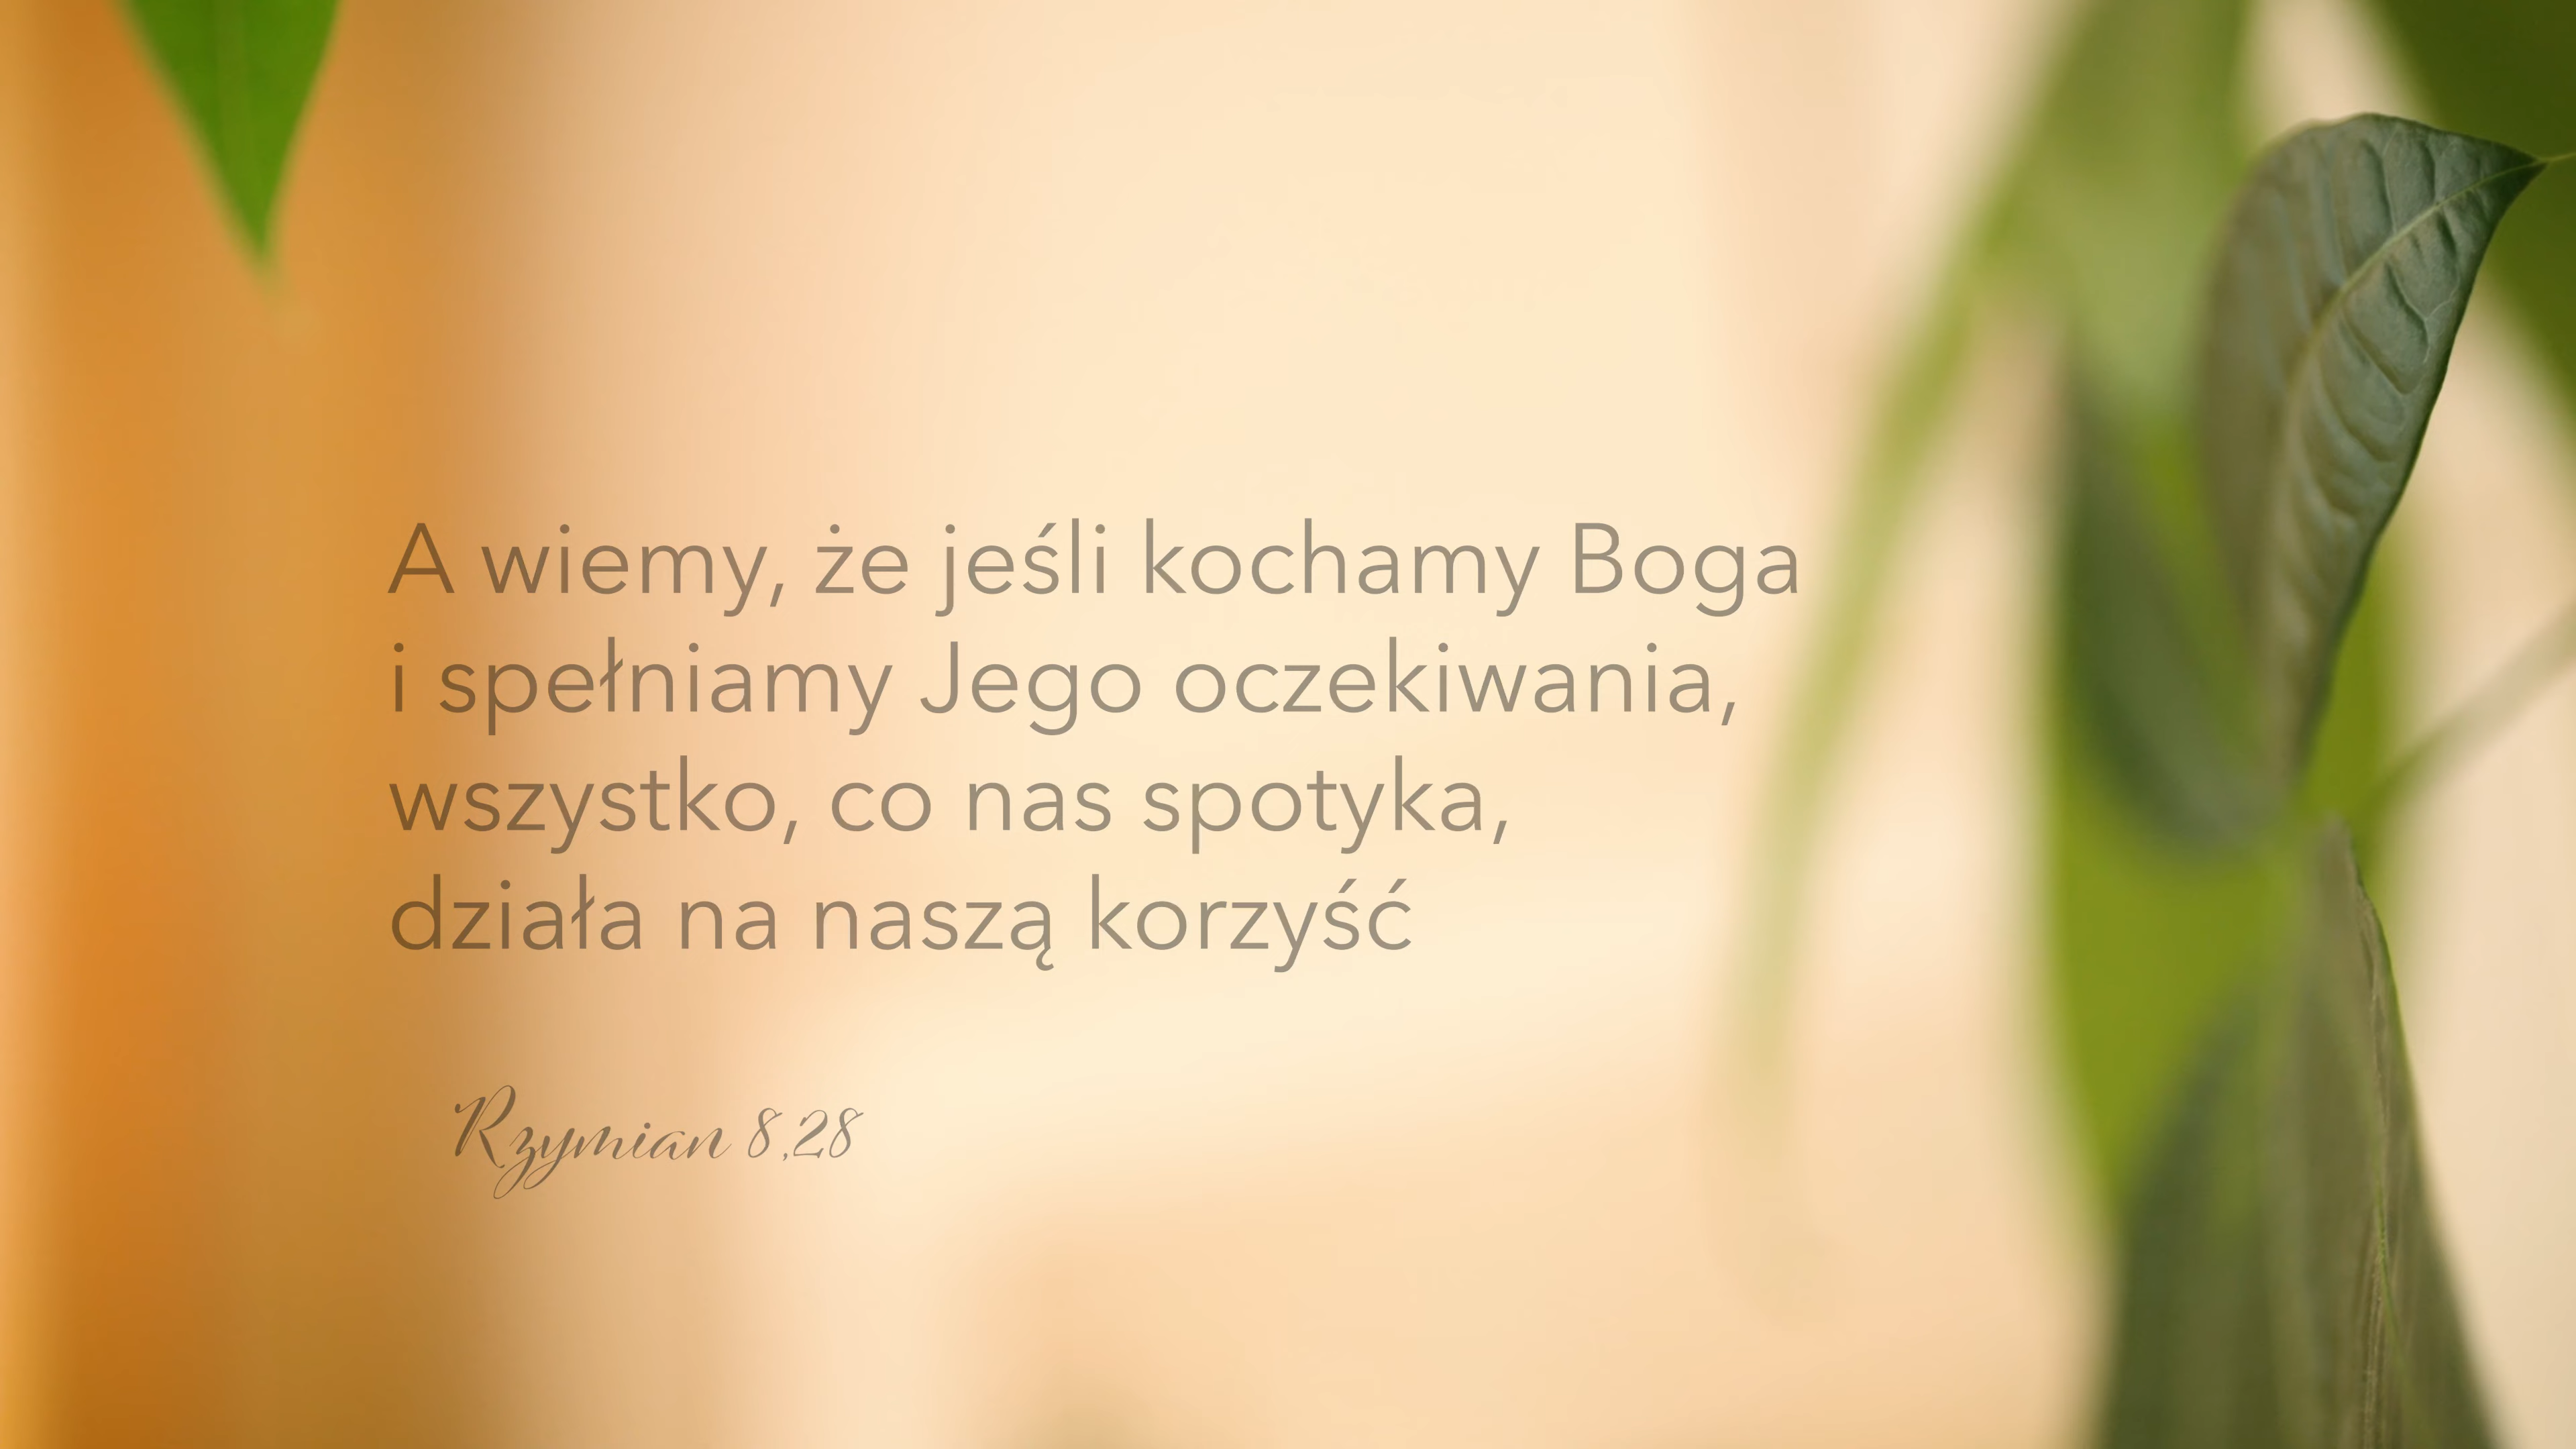 A wiemy, że jeśli kochamy Boga
i spełniamy Jego oczekiwania,
wszystko, co nas spotyka,
działa na naszą korzyść
Rzymian 8,28